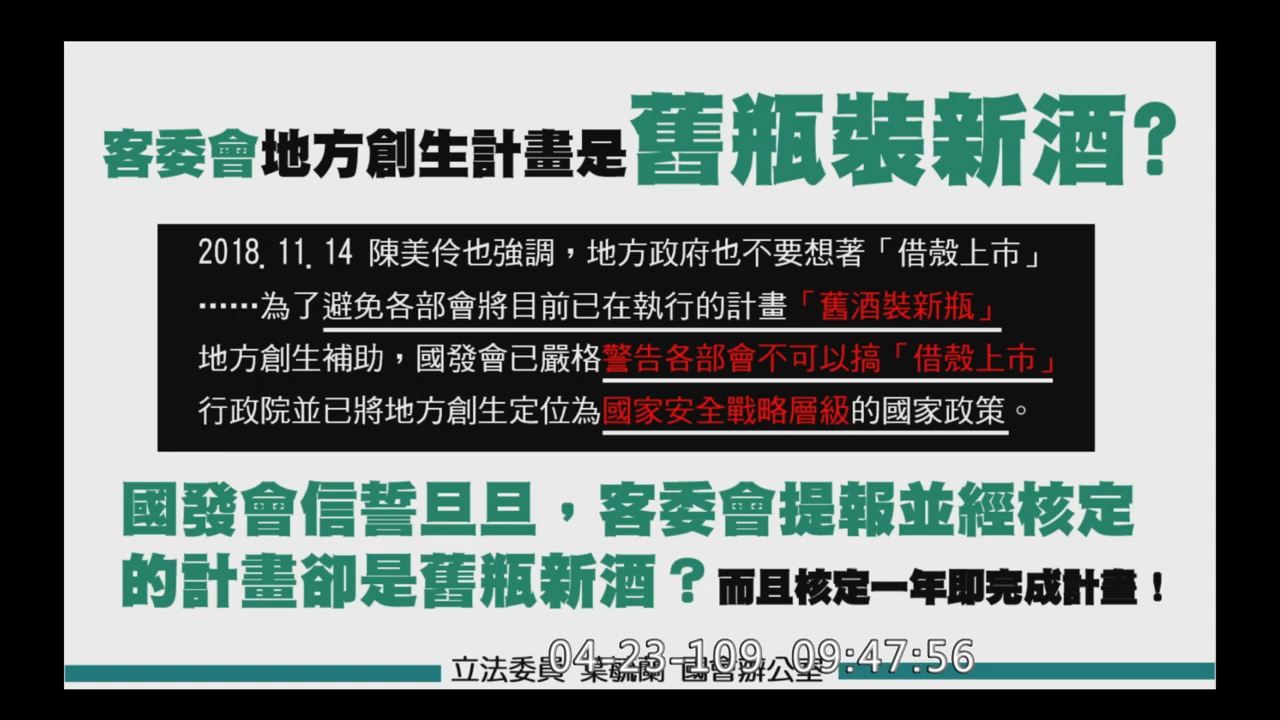 客委會地方創生計畫是舊瓶裝新酒?
2018.11.14 陳美伶也強調，地方政府也不要想著「借殼上市」
⋯⋯為了避免各部會將目前已在執行的計畫「舊酒裝新瓶」
地方創生補助，國發會已嚴格警告各部會不可以搞「借殼上市」
行政院並已將地方創生定位為國家安全戰略層級的國家政策。
國發會信誓旦旦，客委會提報並經核定
的計畫卻是舊瓶新酒？而且核定一年即完成計畫！
04-23-109 09:47:56
立法委員 葉毓蘭 國會辦公室